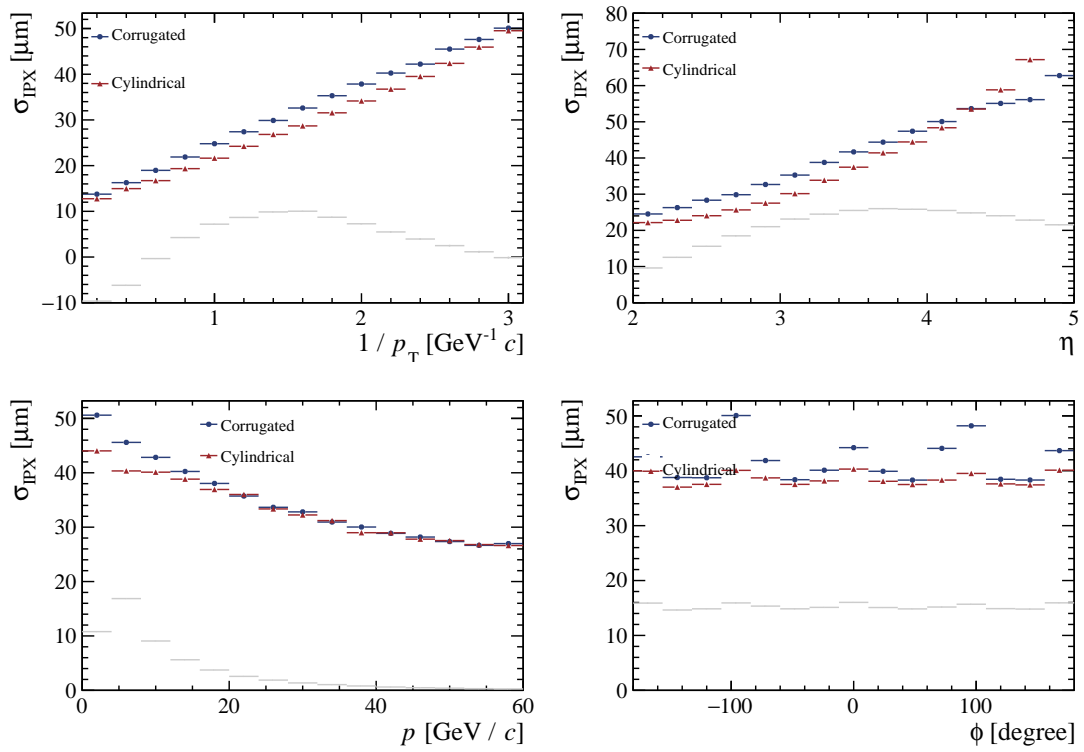 σIPX [μm]
50
40
30
20
10
0
−10
Corrugated
Cylindrical
1 2 3
1 / pT [GeV-1 c]
σIPX [μm]
80
70
60
50
40
30
20
10
0
Corrugated
Cylindrical
2 3 4 5
η
σIPX [μm]
50
40
30
20
10
0
Corrugated
Cylindrical
0 20 40 60
p [GeV / c]
σIPX [μm]
50
40
30
20
10
0
Corrugated
Cylindrical
−100 0 100
ϕ [degree]